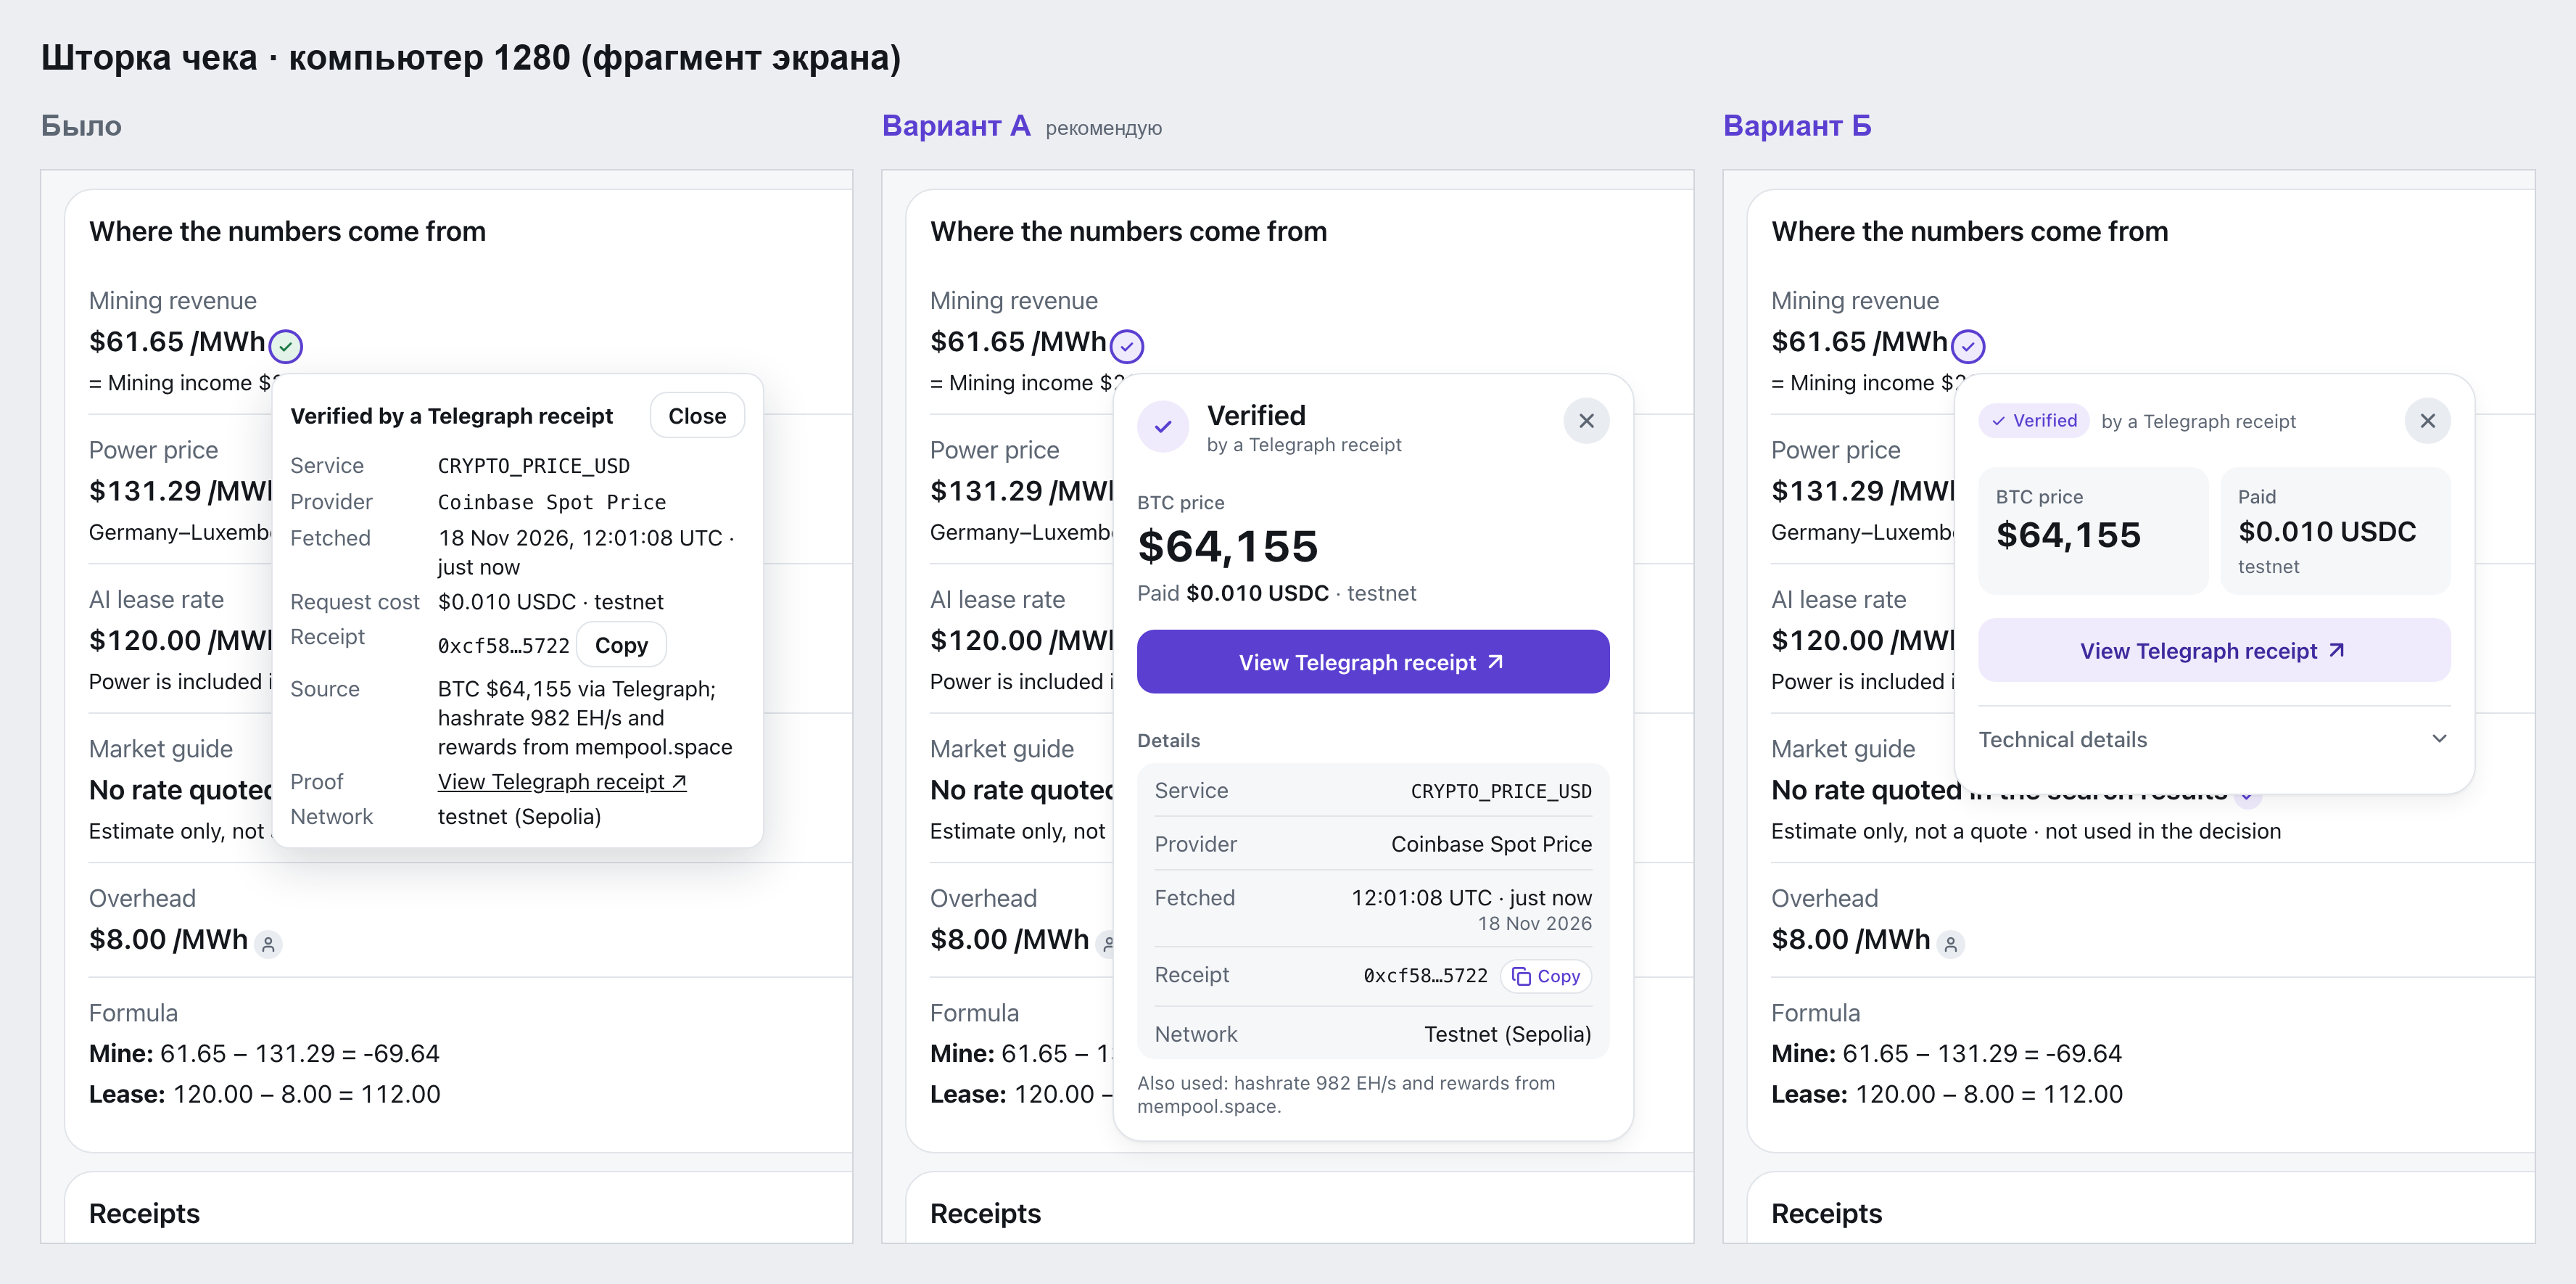 Шторка чека · компьютер 1280 (фрагмент экрана)
Было
Where the numbers come from
Mining revenue
$61.65 /MWh
= Mining income
Verified by a Telegraph receipt
Close
Service CRYPTO_PRICE_USD
Provider Coinbase Spot Price
Fetched 18 Nov 2026, 12:01:08 UTC ·
just now
Request cost $0.010 USDC · testnet
Receipt 0xcf58…5722 Copy
Source BTC $64,155 via Telegraph;
hashrate 982 EH/s and
rewards from mempool.space
Proof View Telegraph receipt ↗
Network testnet (Sepolia)
Power price
$131.29
Germany–
AI lease rate
$120.00
Power is included
Market guide
No rate quoted
Estimate only, not
Overhead
$8.00 /MWh
Formula
Mine: 61.65 – 131.29 = -69.64
Lease: 120.00 – 8.00 = 112.00
Receipts
Вариант А рекомендую
Where the numbers come from
Mining revenue
$61.65 /MWh
= Mining income
Verified
by a Telegraph receipt
BTC price
$64,155
Paid $0.010 USDC · testnet
View Telegraph receipt ↗
Details
Service CRYPTO_PRICE_USD
Provider Coinbase Spot Price
Fetched 12:01:08 UTC · just now
18 Nov 2026
Receipt 0xcf58…5722 Copy
Network Testnet (Sepolia)
Also used: hashrate 982 EH/s and rewards from
mempool.space.
Power price
$131.29
Germany–
AI lease rate
$120.00
Power is included
Market guide
No rate quoted
Estimate only, not
Overhead
$8.00 /MWh
Formula
Mine: 61.65 –
Lease: 120.00 –
Receipts
Вариант Б
Where the numbers come from
Mining revenue
$61.65 /MWh
= Mining income
Verified by a Telegraph receipt
BTC price
$64,155
Paid
$0.010 USDC
testnet
View Telegraph receipt ↗
Technical details
Power price
$131.29
Germany–
AI lease rate
$120.00
Power is included
Market guide
No rate quoted in the search results
Estimate only, not a quote · not used in the decision
Overhead
$8.00 /MWh
Formula
Mine: 61.65 – 131.29 = -69.64
Lease: 120.00 – 8.00 = 112.00
Receipts